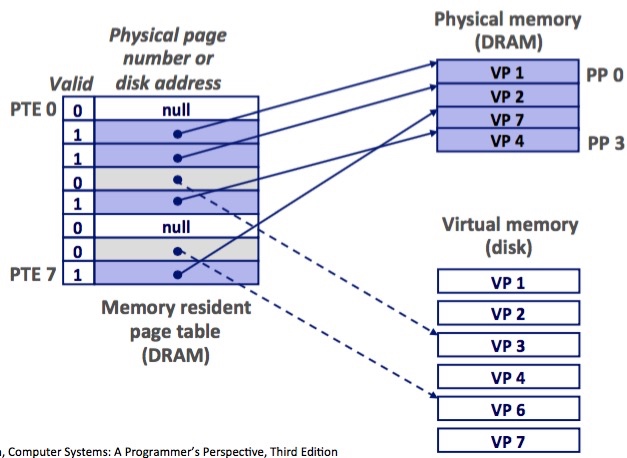 Physical page
number or
disk address
Valid
PTE 0
0
null
1
1
0
1
0
null
0
PTE 7
1
Memory resident
page table
(DRAM)
Physical memory
(DRAM)
VP 1
PP 0
VP 2
VP 7
VP 4
PP 3
Virtual memory
(disk)
VP 1
VP 2
VP 3
VP 4
VP 6
VP 7
, Computer Systems: A Programmer's Perspective, Third Edition